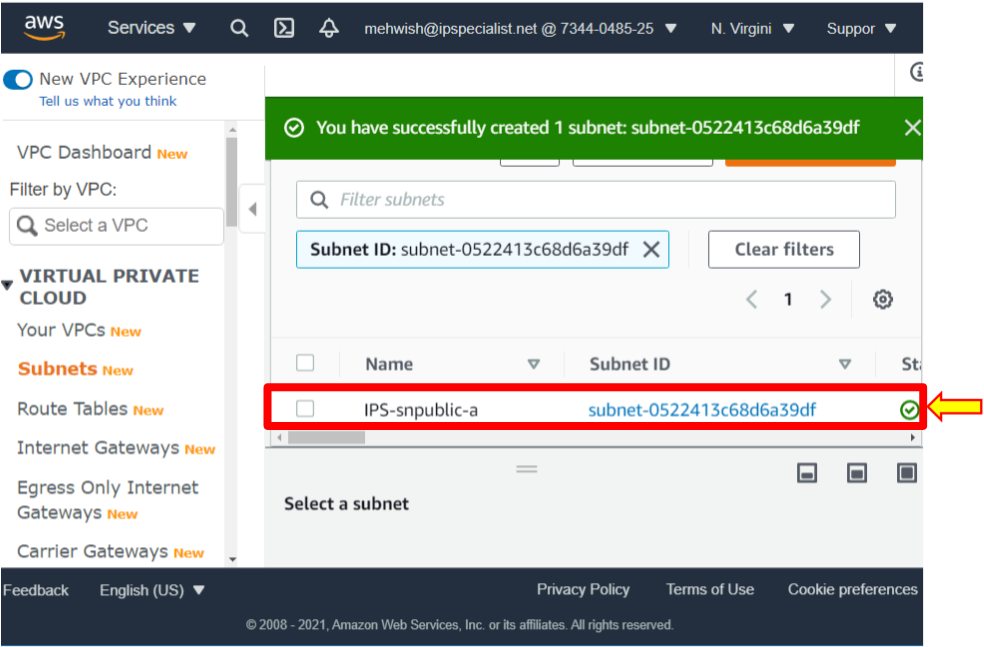 aws Services mehwish@ipspecialist.net @ 7344-0485-25 N. Virgini Suppor
New VPC Experience
Tell us what you think
VPC Dashboard New
Filter by VPC:
Select a VPC
VIRTUAL PRIVATE
CLOUD
Your VPCs New
Subnets New
Route Tables New
Internet Gateways New
Egress Only Internet
Gateways New
Carrier Gateways New
You have successfully created 1 subnet: subnet-0522413c68d6a39df
Filter subnets
Subnet ID: subnet-0522413c68d6a39df Clear filters
1
Name Subnet ID Sta
IPS-snpublic-a subnet-0522413c68d6a39df
Select a subnet
Feedback English (US) Privacy Policy Terms of Use Cookie preferences
© 2008 - 2021, Amazon Web Services, Inc. or its affiliates. All rights reserved.